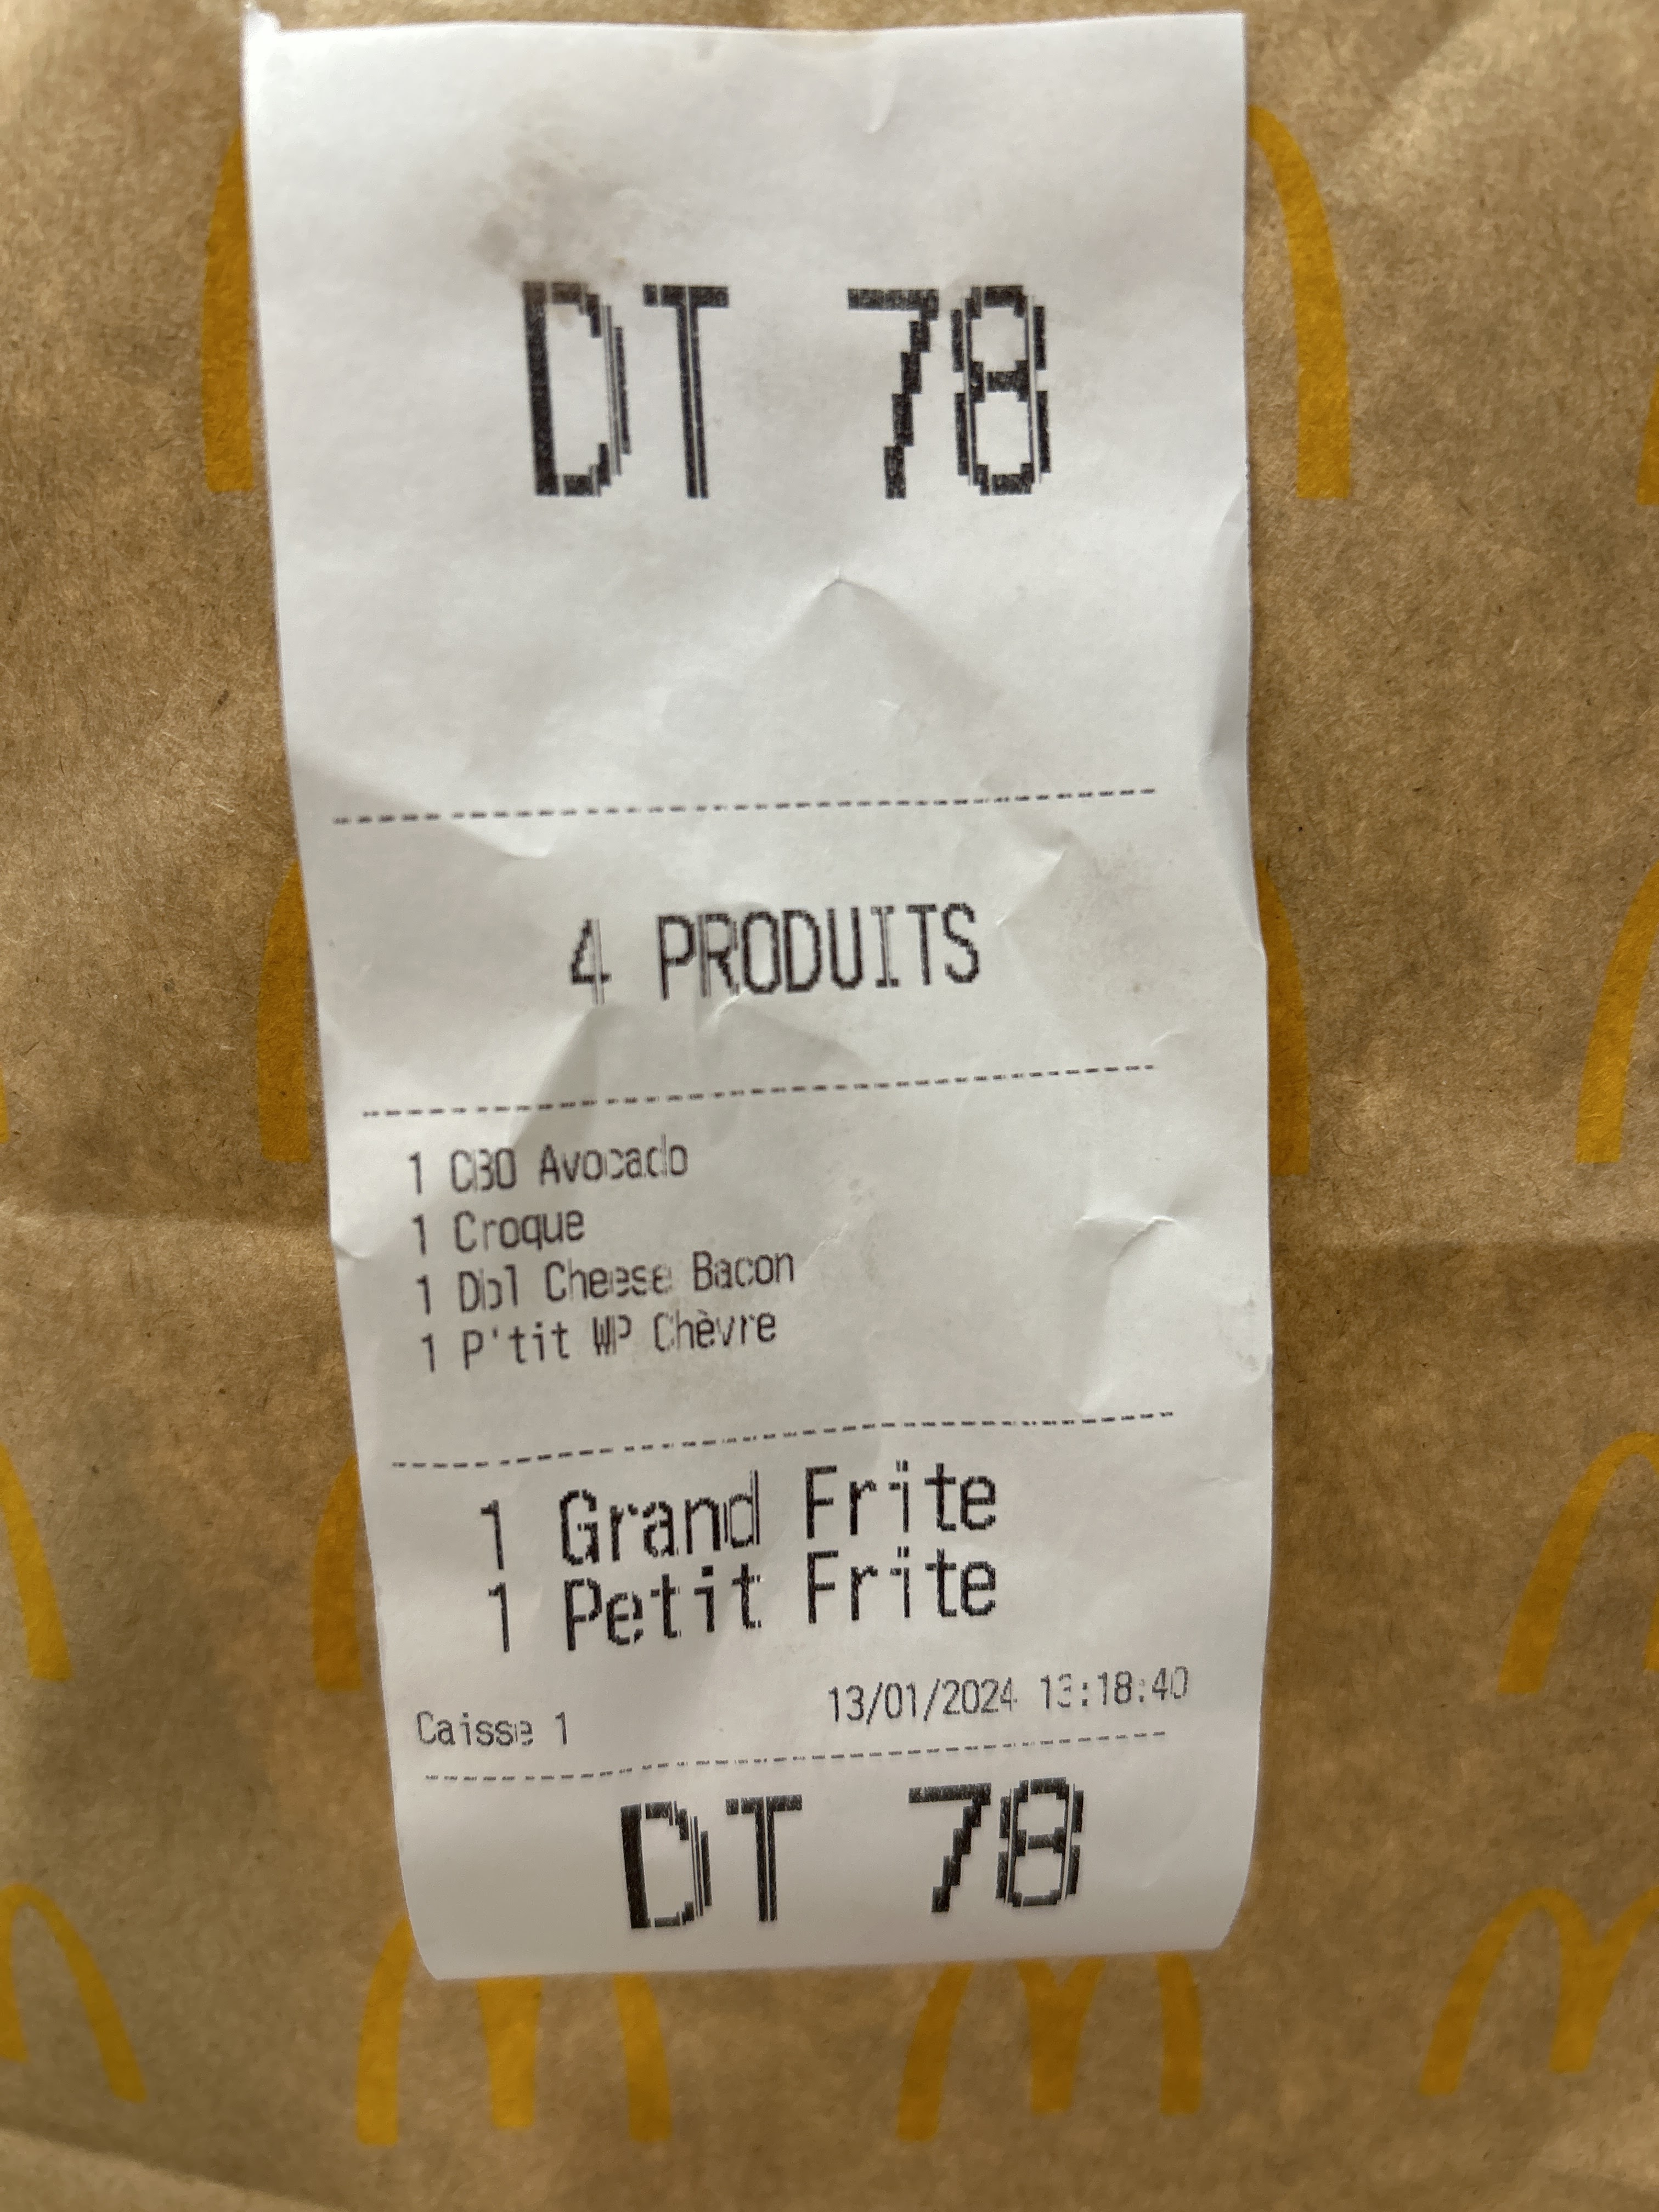 DT 78
4 PRODUITS
1 CBO Avocado
1 Croque
1 Dbl Cheese Bacon
1 P'tit WP Chèvre
1 Grand Frite
1 Petit Frite
13/01/2024 13:18:40
Caisse 1
DT 78